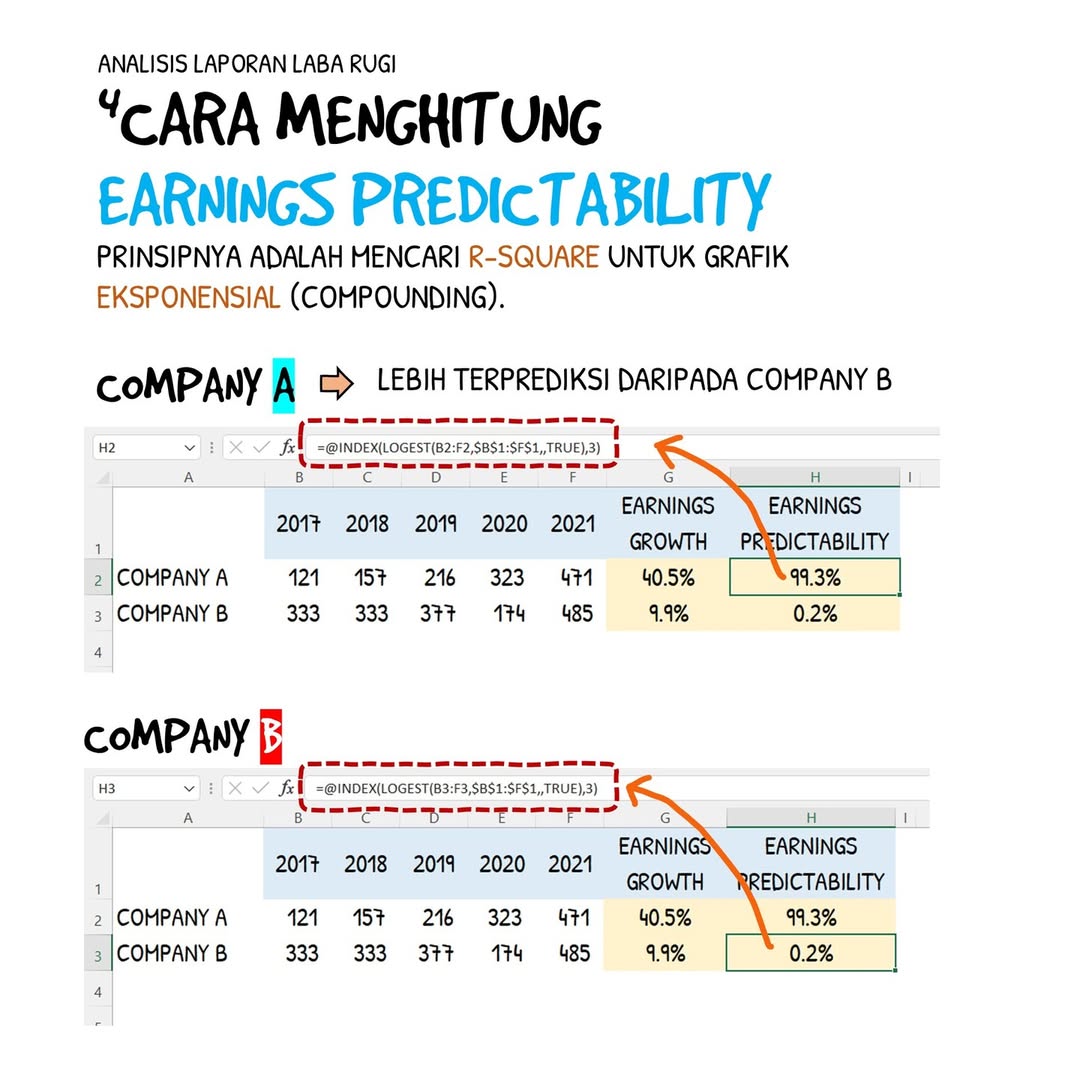 ANALISIS LAPORAN LABA RUGI
4CARA MENGHITUNG
EARNINGS PREDICTABILITY
PRINSIPNYA ADALAH MENCARI R-SQUARE UNTUK GRAFIK
EKSPONENSIAL (COMPOUNDING).
COMPANY A LEBIH TERPREDIKSI DARIPADA COMPANY B
H2 fx =@INDEX(LOGEST(B2:F2,$B$1:$F$1,,TRUE),3)
A B C D E F G H I
1 2017 2018 2019 2020 2021 EARNINGS GROWTH EARNINGS PREDICTABILITY
2 COMPANY A 121 157 216 323 471 40.5% 99.3%
3 COMPANY B 333 333 377 174 485 9.9% 0.2%
4
COMPANY B
H3 fx =@INDEX(LOGEST(B3:F3,$B$1:$F$1,,TRUE),3)
A B C D E F G H I
1 2017 2018 2019 2020 2021 EARNINGS GROWTH EARNINGS PREDICTABILITY
2 COMPANY A 121 157 216 323 471 40.5% 99.3%
3 COMPANY B 333 333 377 174 485 9.9% 0.2%
4